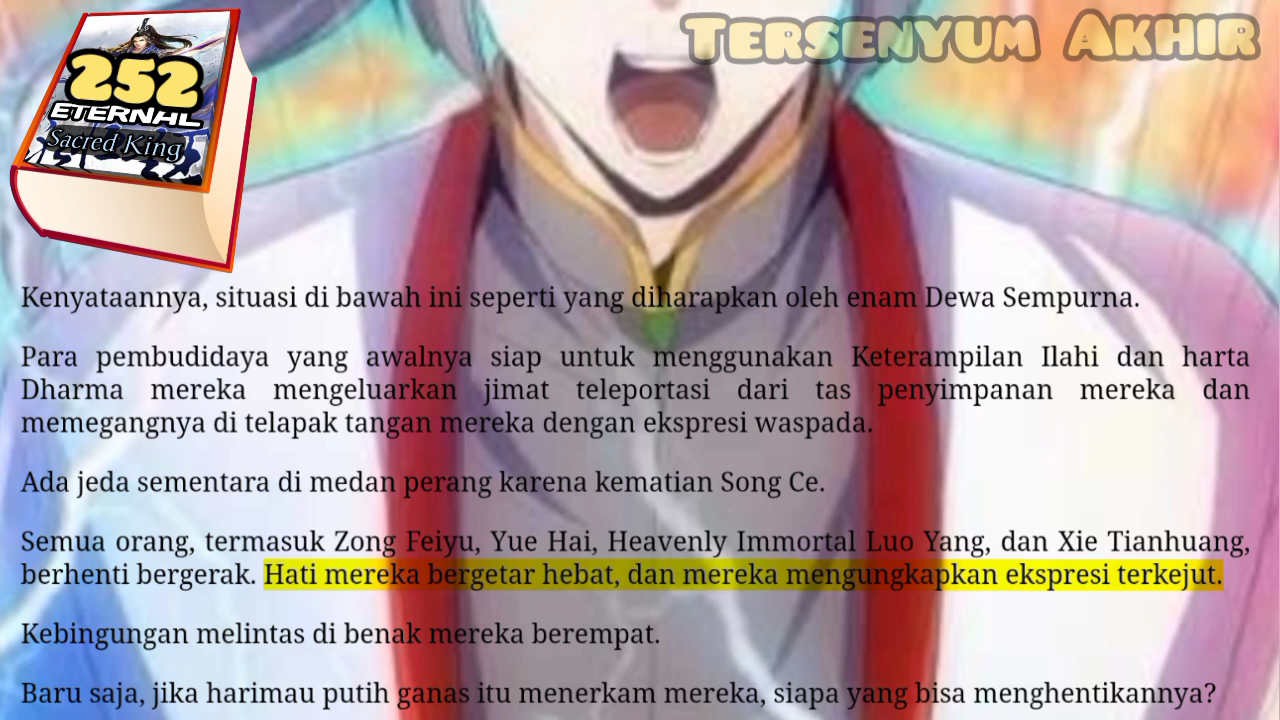 Tersenyum Akhir
252
ETERNAL
Sacred King
Kenyataannya, situasi di bawah ini seperti yang diharapkan oleh enam Dewa Sempurna.
Para pembudidaya yang awalnya siap untuk menggunakan Keterampilan Ilahi dan harta
Dharma mereka mengeluarkan jimat teleportasi dari tas penyimpanan mereka dan
memegangnya di telapak tangan mereka dengan ekspresi waspada.
Ada jeda sementara di medan perang karena kematian Song Ce.
Semua orang, termasuk Zong Feiyu, Yue Hai, Heavenly Immortal Luo Yang, dan Xie Tianhuang,
berhenti bergerak. Hati mereka bergetar hebat, dan mereka mengungkapkan ekspresi terkejut.
Kebingungan melintas di benak mereka berempat.
Baru saja, jika harimau putih ganas itu menerkam mereka, siapa yang bisa menghentikannya?